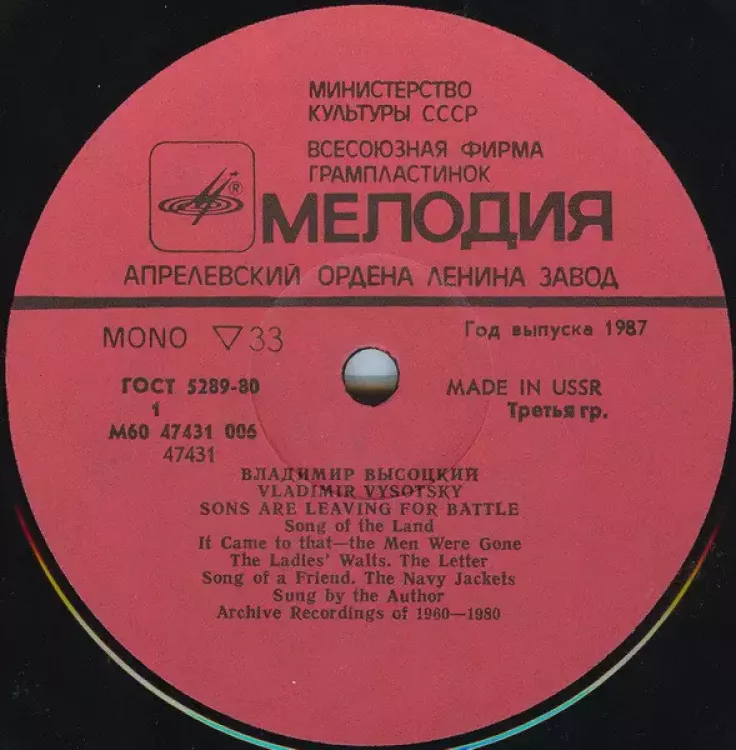 МИНИСТЕРСТВО
КУЛЬТУРЫ СССР
ВСЕСОЮЗНАЯ ФИРМА
ГРАМПЛАСТИНОК
®
МЕЛОДИЯ
АПРЕЛЕВСКИЙ ОРДЕНА ЛЕНИНА ЗАВОД
MONO ▽33
Год выпуска 1987
ГОСТ 5289-80
MADE IN USSR
1
Третья гр.
М60 47431 006
47431
ВЛАДИМИР ВЫСОЦКИЙ
VLADIMIR VYSOTSKY
SONS ARE LEAVING FOR BATTLE
Song of the Land
It Came to that—the Men Were Gone
The Ladies' Walts. The Letter
Song of a Friend. The Navy Jackets
Sung by the Author
Archive Recordings of 1960—1980